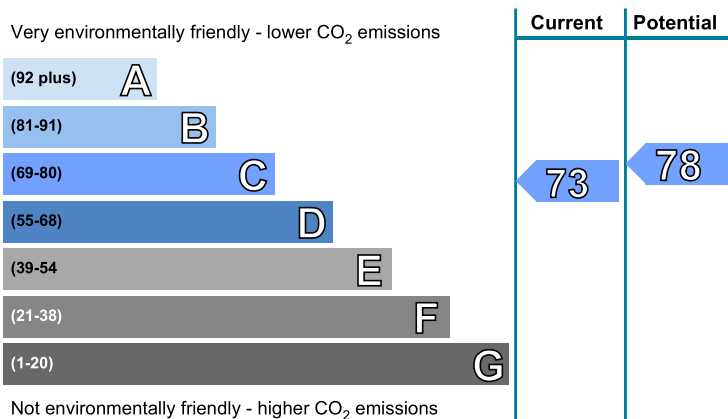 Very environmentally friendly - lower CO2 emissions
Current
Potential
(92 plus) A
(81-91) B
(69-80) C
(55-68) D
(39-54 E
(21-38) F
(1-20) G
73
78
Not environmentally friendly - higher CO2 emissions